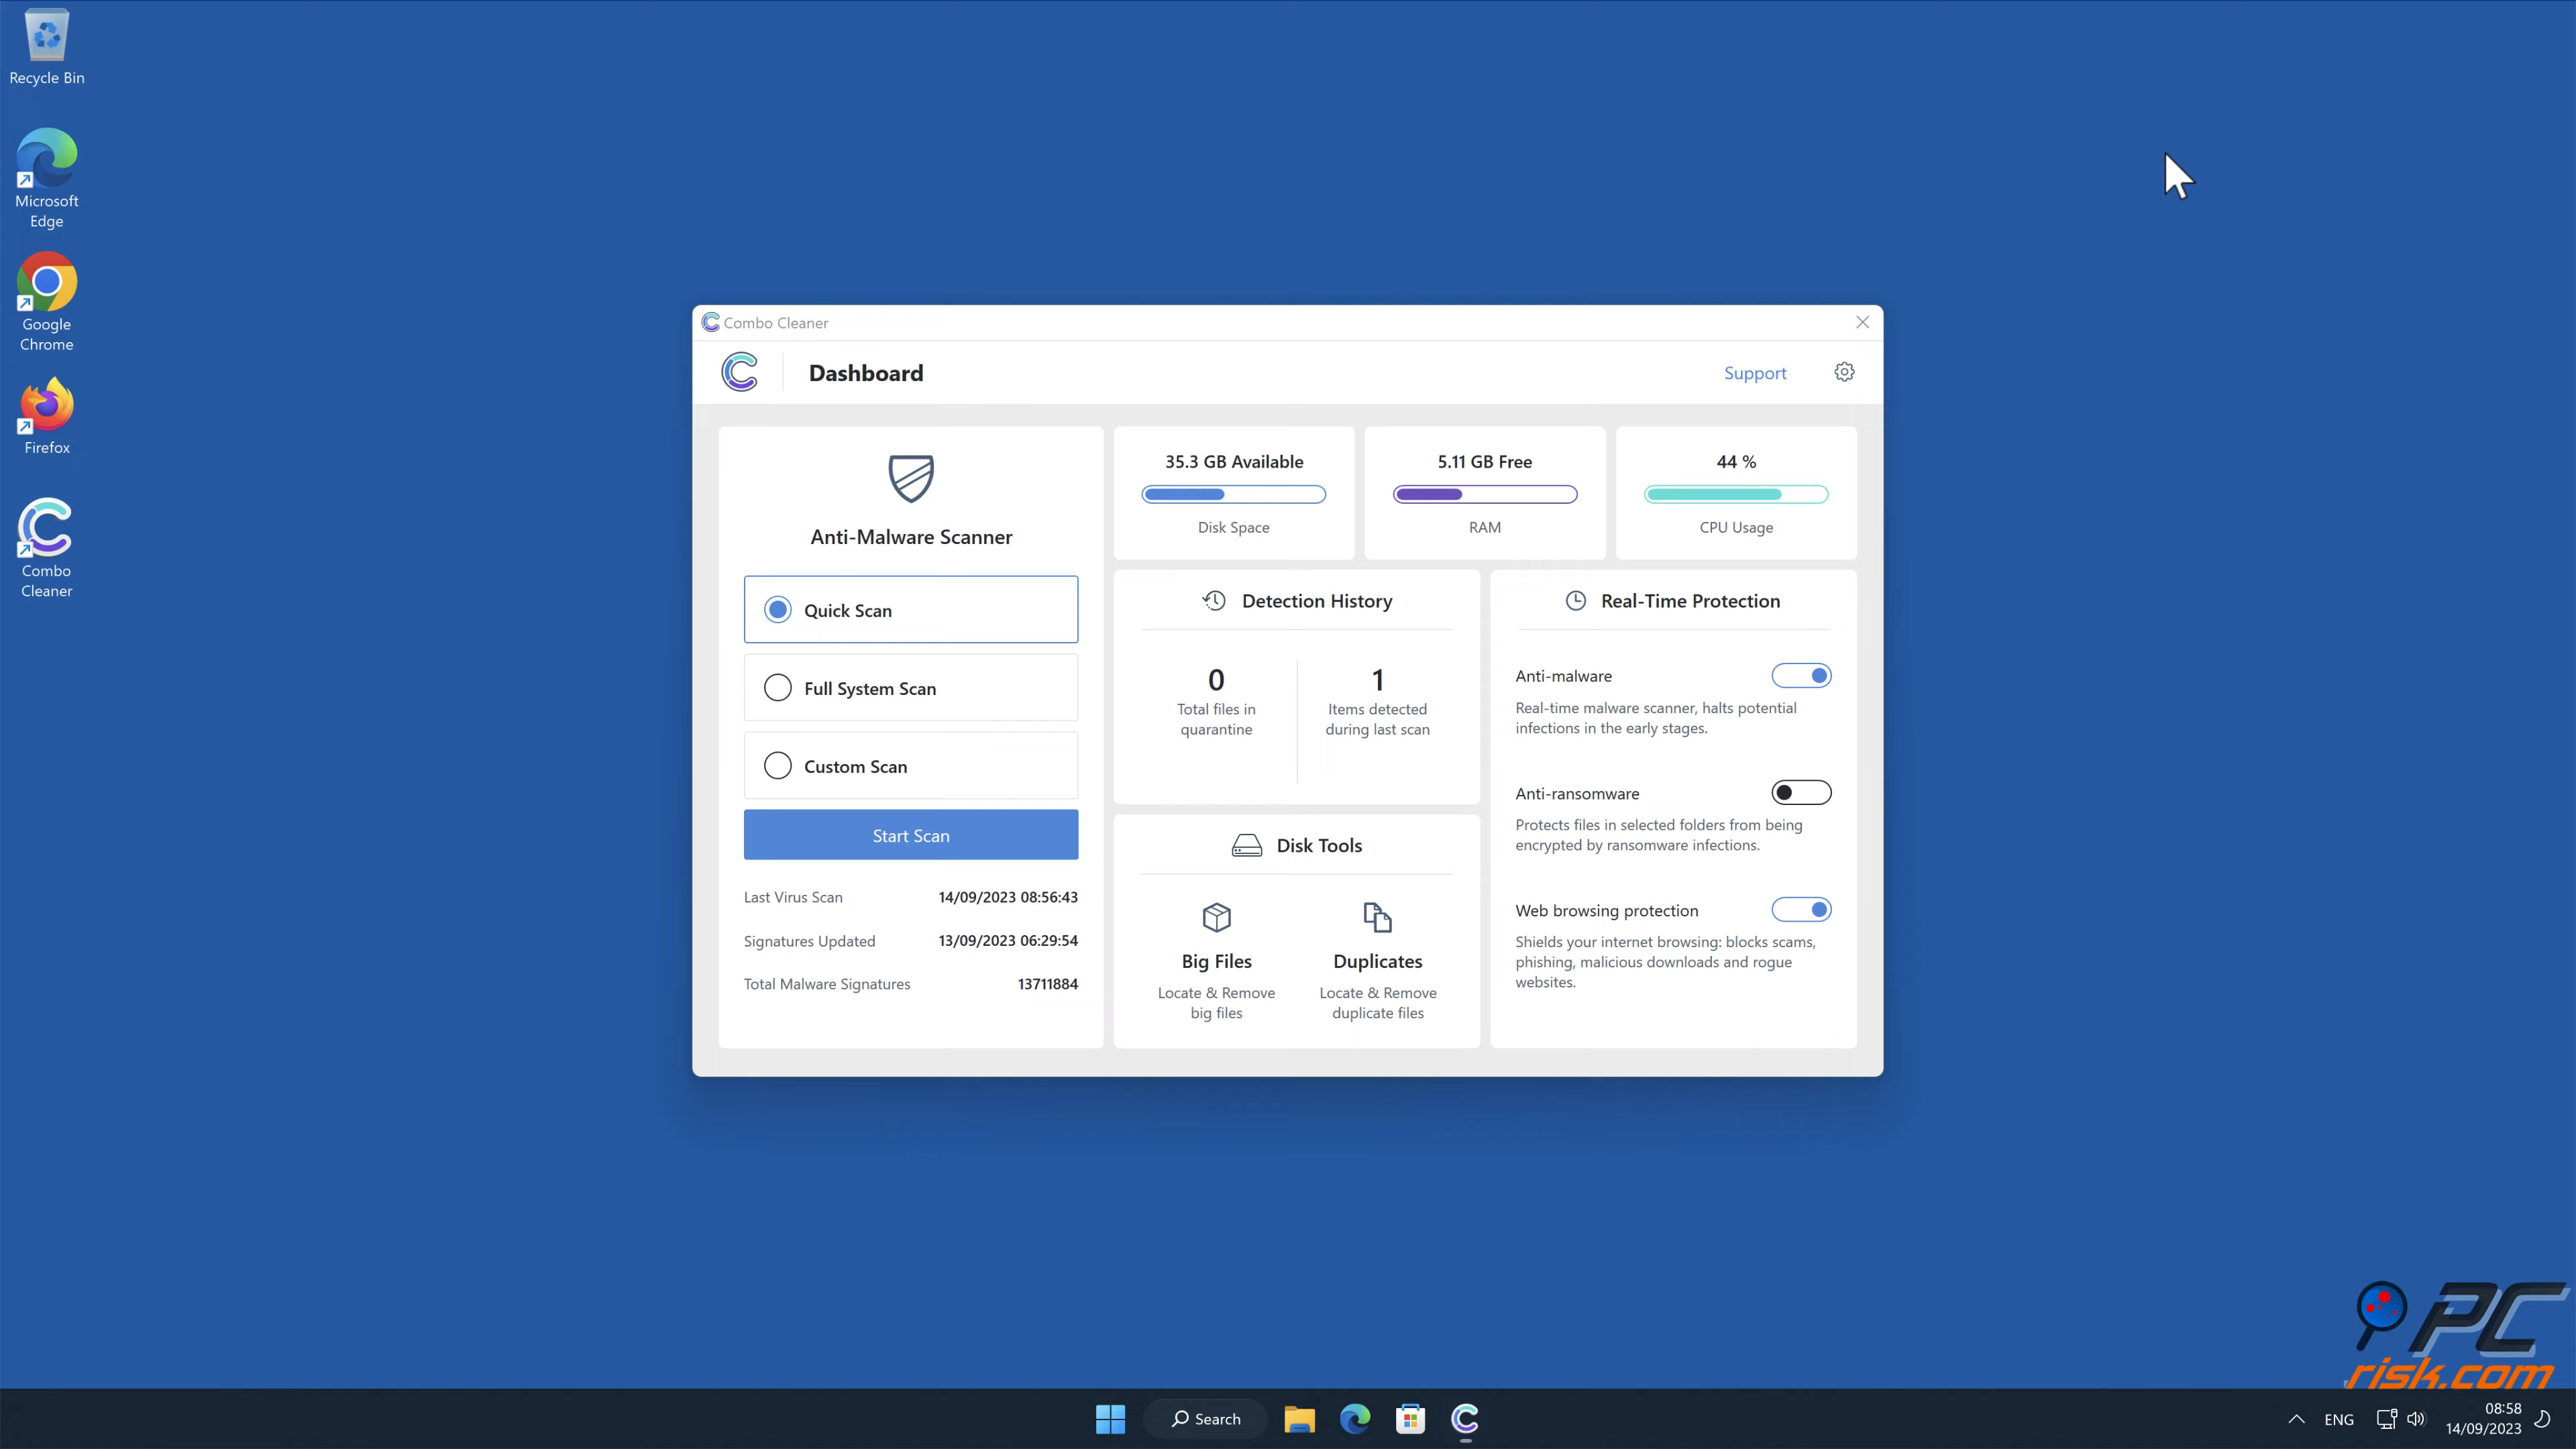 Recycle Bin
Microsoft
Edge
Google
Chrome
Firefox
Combo
Cleaner
Combo Cleaner
Dashboard
Support
Anti-Malware Scanner
Quick Scan
Full System Scan
Custom Scan
Start Scan
Last Virus Scan 14/09/2023 08:56:43
Signatures Updated 13/09/2023 06:29:54
Total Malware Signatures 13711884
35.3 GB Available
Disk Space
5.11 GB Free
RAM
44 %
CPU Usage
Detection History
0
Total files in
quarantine
1
Items detected
during last scan
Disk Tools
Big Files
Locate & Remove
big files
Duplicates
Locate & Remove
duplicate files
Real-Time Protection
Anti-malware
Real-time malware scanner, halts potential
infections in the early stages.
Anti-ransomware
Protects files in selected folders from being
encrypted by ransomware infections.
Web browsing protection
Shields your internet browsing: blocks scams,
phishing, malicious downloads and rogue
websites.
PC
risk.com
Search
ENG
08:58
14/09/2023